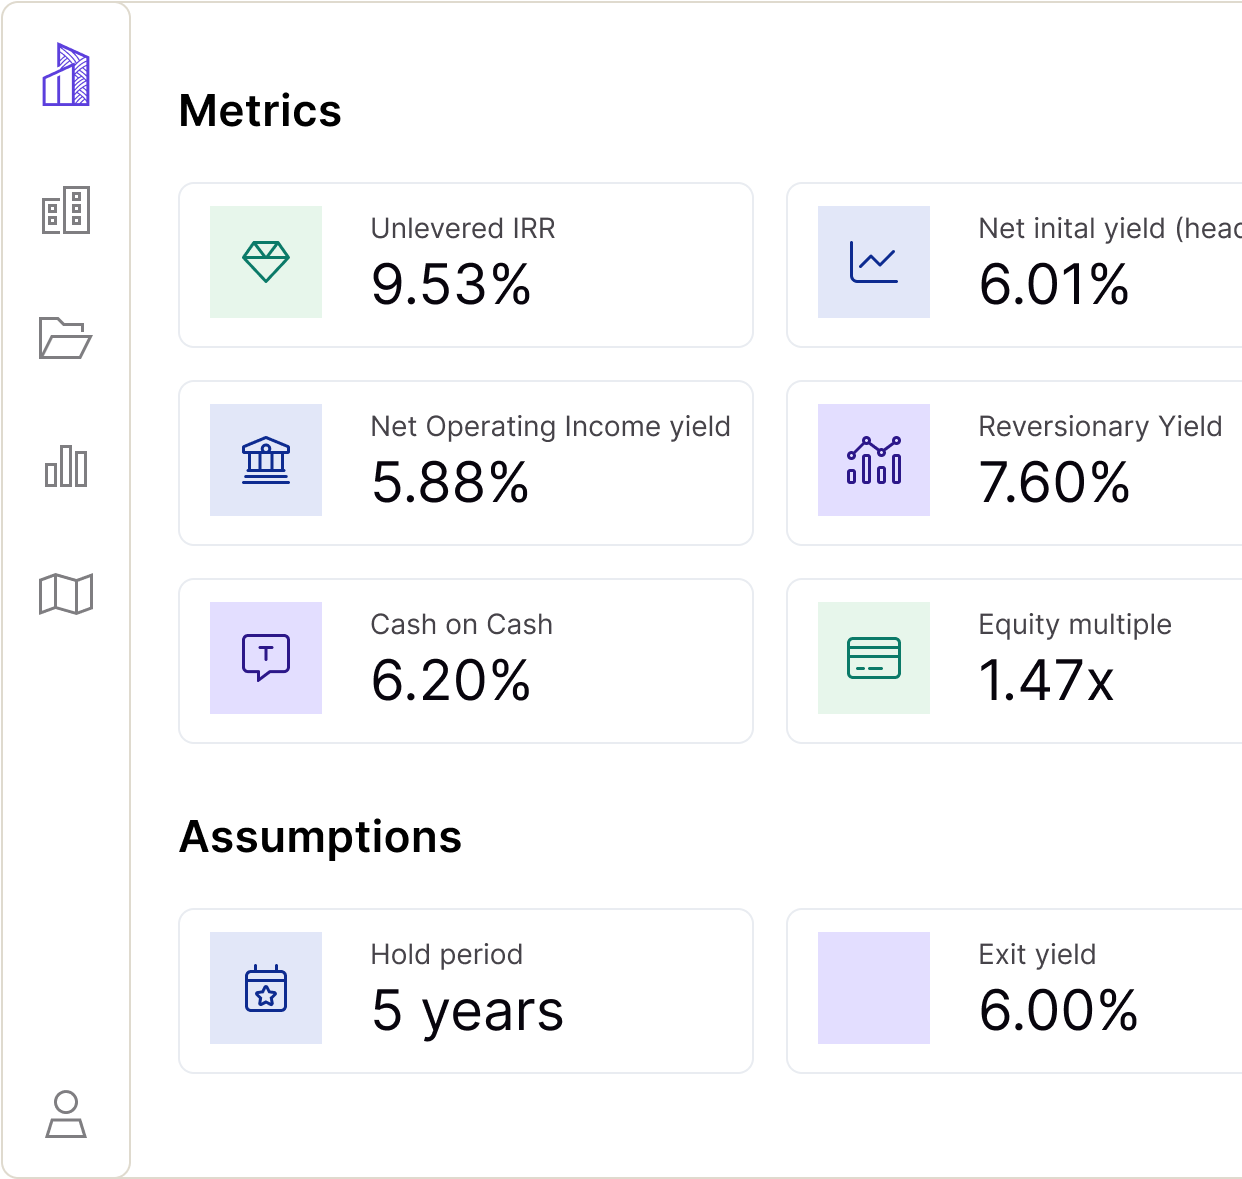 Metrics
Unlevered IRR
9.53%
Net inital yield (head
6.01%
Net Operating Income yield
5.88%
Reversionary Yield
7.60%
Cash on Cash
6.20%
T
Equity multiple
1.47x
Assumptions
Hold period
5 years
Exit yield
6.00%